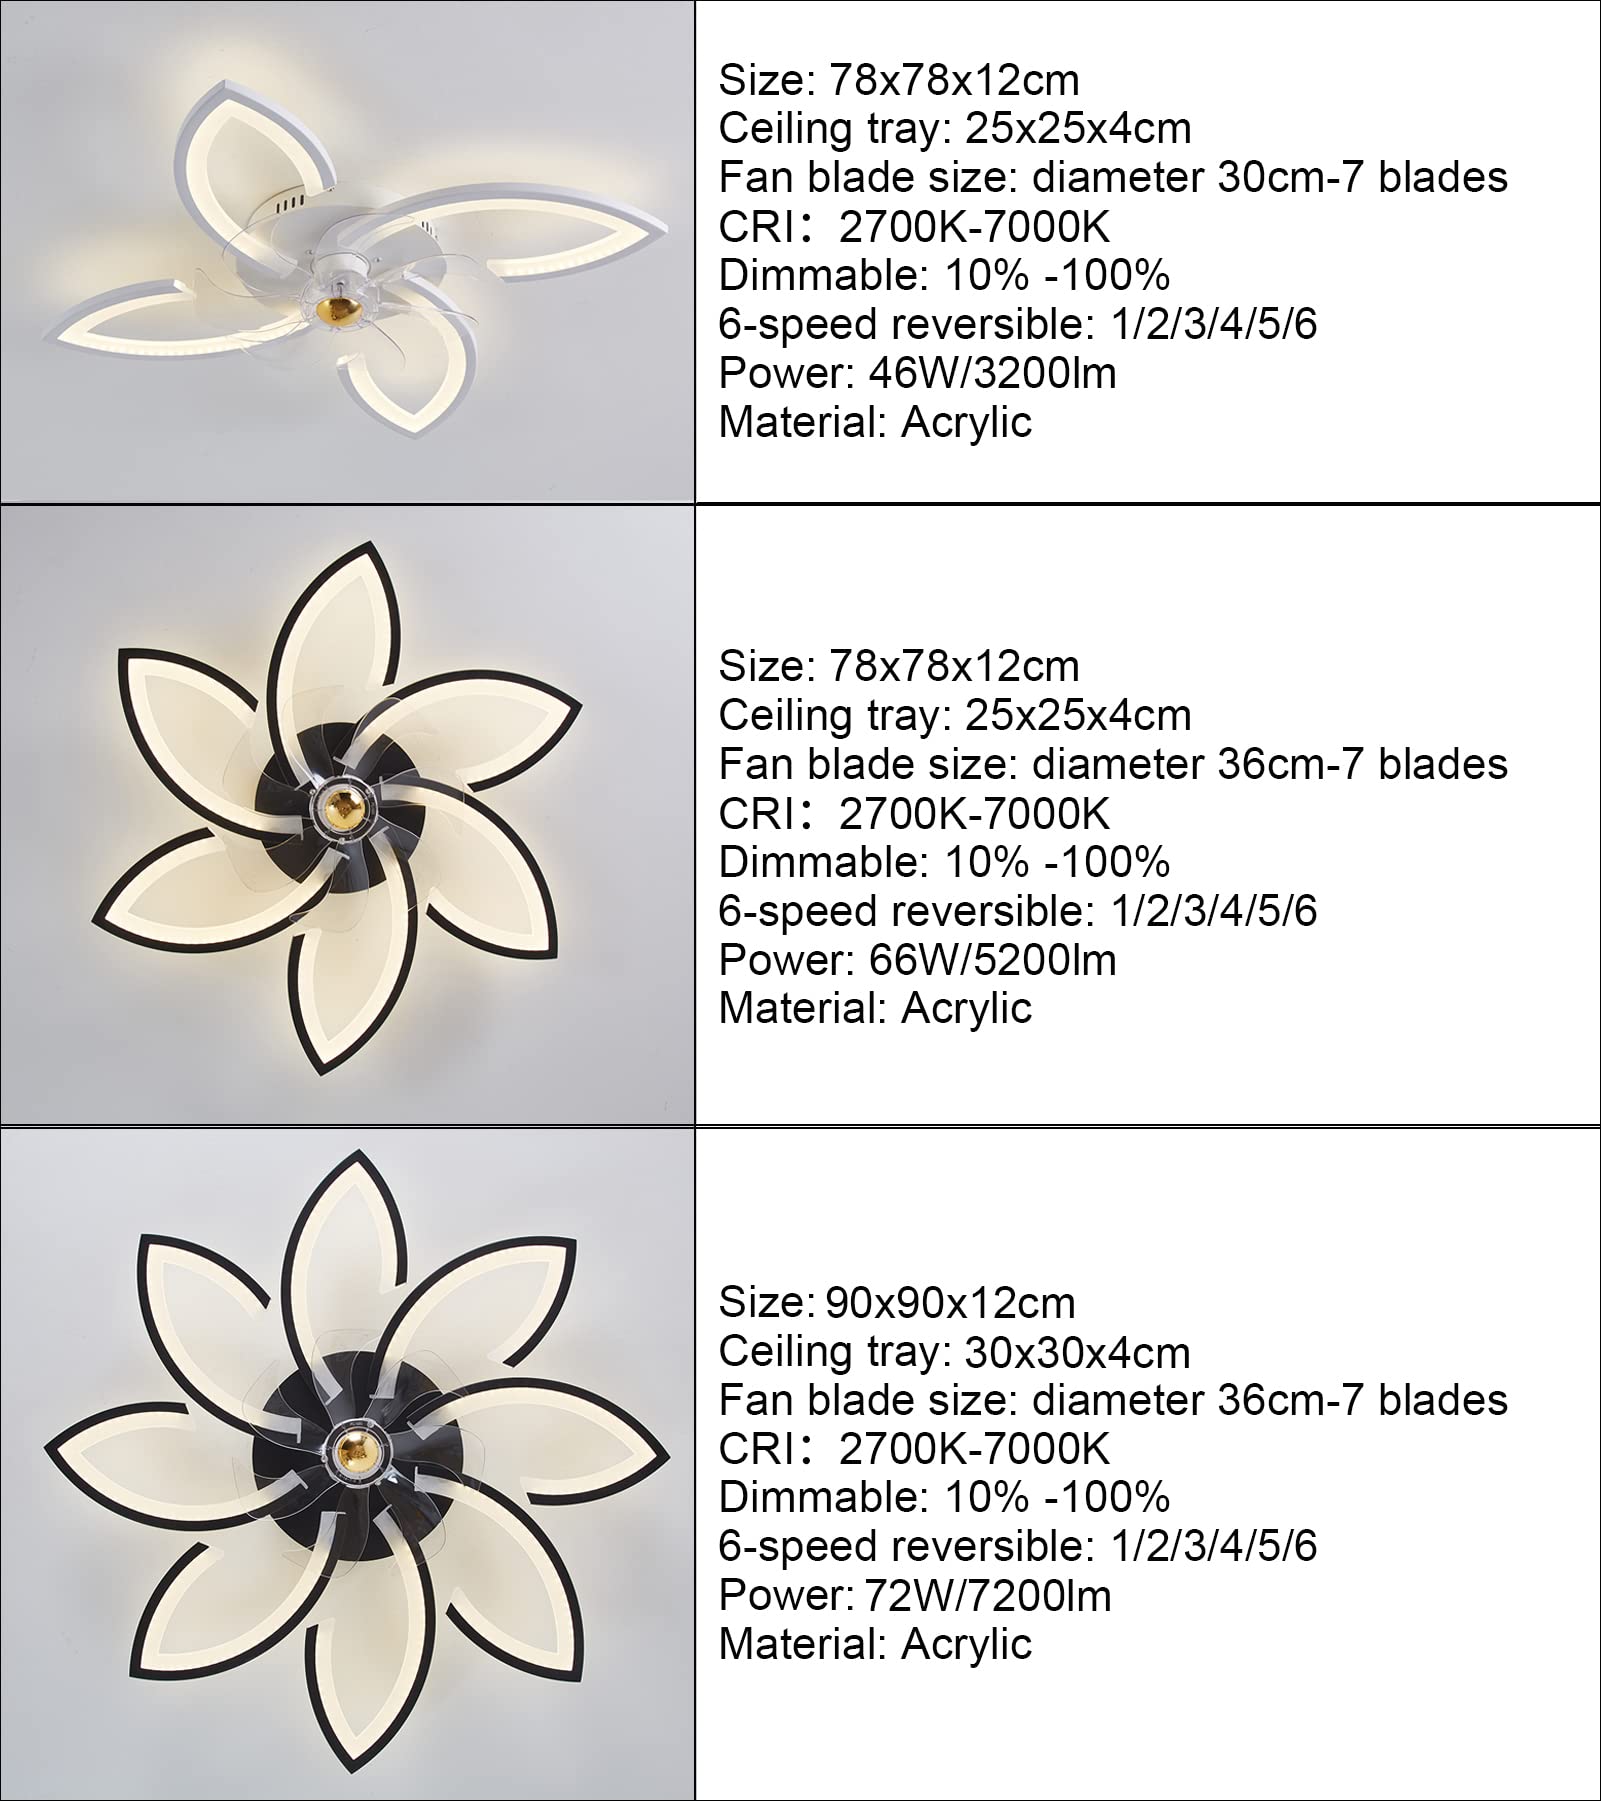 Size: 78x78x12cm
Ceiling tray: 25x25x4cm
Fan blade size: diameter 30cm-7 blades
CRI： 2700K-7000K
Dimmable: 10% -100%
6-speed reversible: 1/2/3/4/5/6
Power: 46W/3200lm
Material: Acrylic
Size: 78x78x12cm
Ceiling tray: 25x25x4cm
Fan blade size: diameter 36cm-7 blades
CRI： 2700K-7000K
Dimmable: 10% -100%
6-speed reversible: 1/2/3/4/5/6
Power: 66W/5200lm
Material: Acrylic
Size: 90x90x12cm
Ceiling tray: 30x30x4cm
Fan blade size: diameter 36cm-7 blades
CRI： 2700K-7000K
Dimmable: 10% -100%
6-speed reversible: 1/2/3/4/5/6
Power: 72W/7200lm
Material: Acrylic